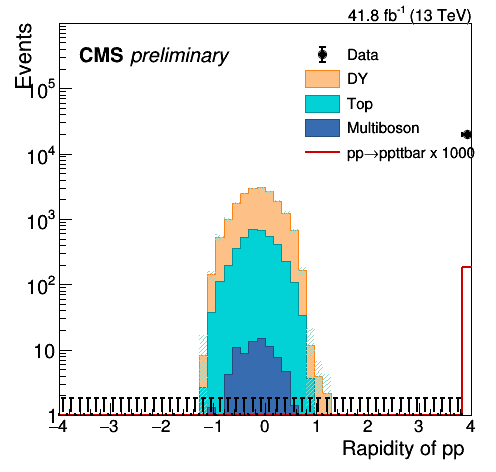 41.8 fb⁻¹ (13 TeV)
Events
CMS preliminary
Data
DY
Top
Multiboson
pp→ppttbar x 1000
10⁵
10⁴
10³
10²
10
1
−4 −3 −2 −1 0 1 2 3 4
Rapidity of pp